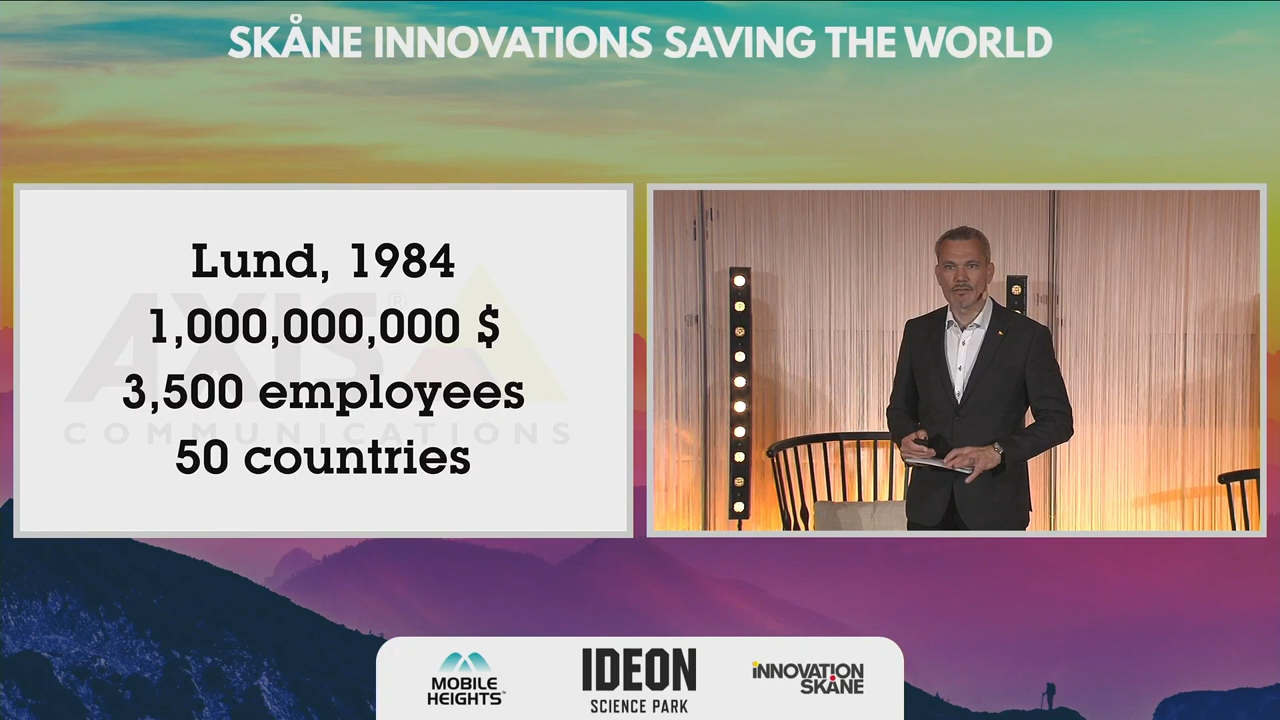 SKÅNE INNOVATIONS SAVING THE WORLD
Lund, 1984
1,000,000,000 $
3,500 employees
50 countries
AXIS®
COMMUNICATIONS
MOBILE
HEIGHTS™
IDEON
SCIENCE PARK
INNOVATION
SKÅNE